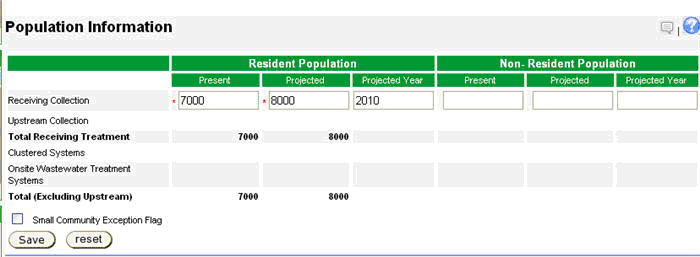 Population Information
|
?
Resident Population Non- Resident Population
Present Projected Projected Year Present Projected Projected Year
Receiving Collection * 7000 * 8000 2010
Upstream Collection
Total Receiving Treatment 7000 8000
Clustered Systems
Onsite Wastewater Treatment
Systems
Total (Excluding Upstream) 7000 8000
Small Community Exception Flag
Save reset